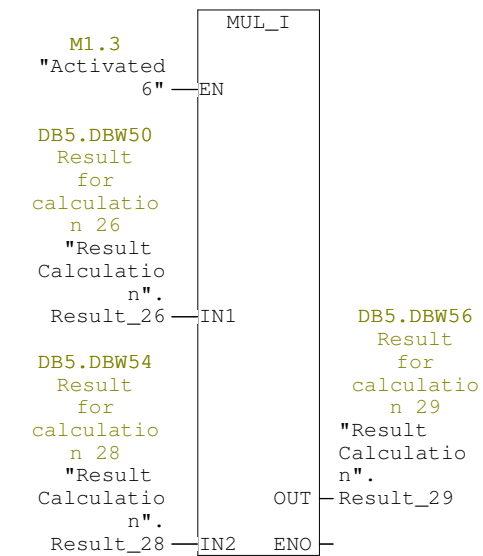 MUL_I
M1.3
"Activated
6"
EN
DB5.DBW50
Result
for
calculatio
n 26
"Result
Calculatio
n".
Result_26
IN1
DB5.DBW54
Result
for
calculatio
n 28
"Result
Calculatio
n".
Result_28
IN2
DB5.DBW56
Result
for
calculatio
n 29
"Result
Calculatio
n".
OUT
Result_29
ENO